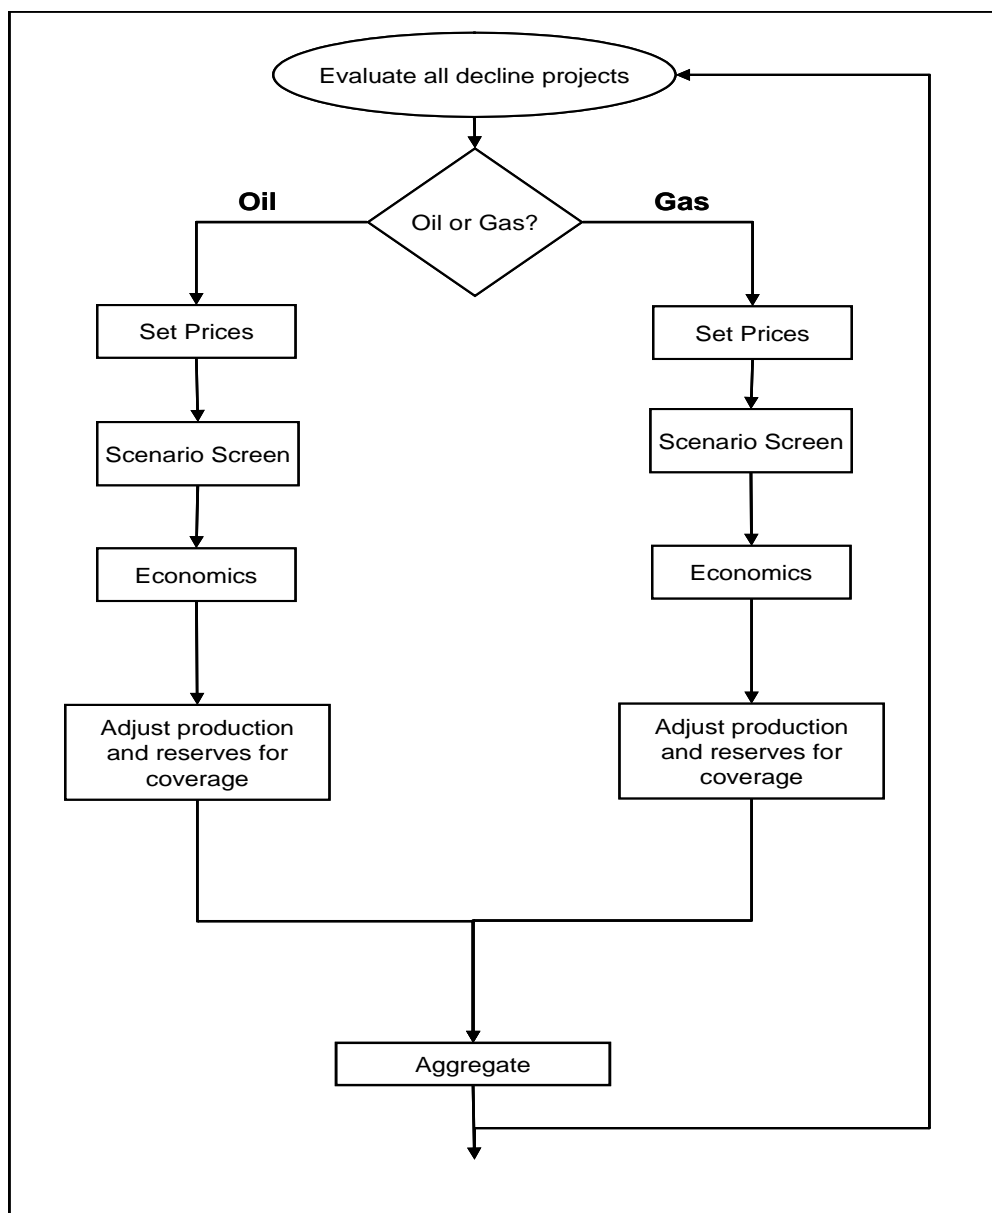 Evaluate all decline projects
Oil or Gas?
Oil
Gas
Set Prices
Set Prices
Scenario Screen
Scenario Screen
Economics
Economics
Adjust production
and reserves for
coverage
Adjust production
and reserves for
coverage
Aggregate